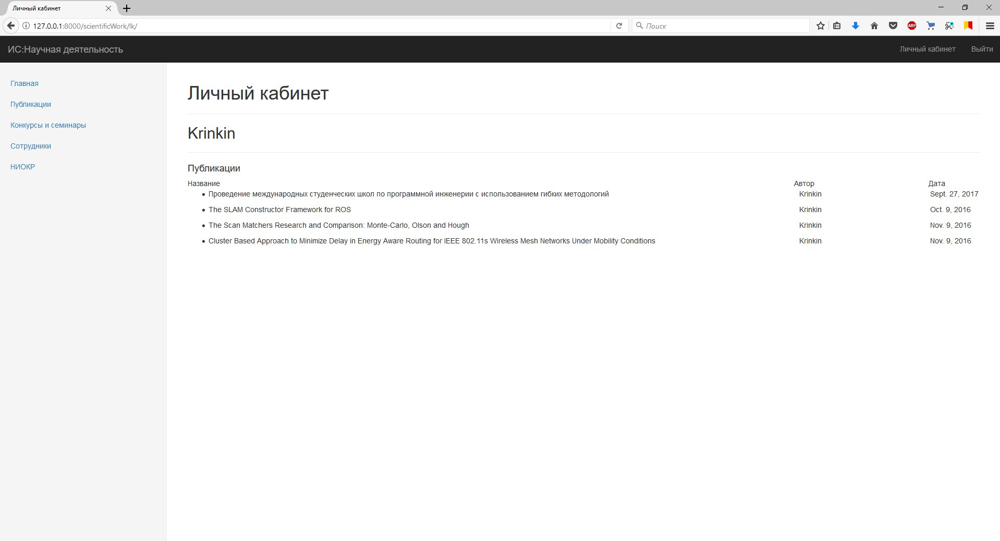 Личный кабинет
127.0.0.1:8000/scientificWork/lk/
Поиск
ABP
ИС:Научная деятельность
Личный кабинет
Выйти
Главная
Публикации
Конкурсы и семинары
Сотрудники
НИОКР
Личный кабинет
Krinkin
Публикации
Название Автор Дата
Проведение международных студенческих школ по программной инженерии с использованием гибких методологий Krinkin Sept. 27, 2017
The SLAM Constructor Framework for ROS Krinkin Oct. 9, 2016
The Scan Matchers Research and Comparison: Monte-Carlo, Olson and Hough Krinkin Nov. 9, 2016
Cluster Based Approach to Minimize Delay in Energy Aware Routing for IEEE 802.11s Wireless Mesh Networks Under Mobility Conditions Krinkin Nov. 9, 2016